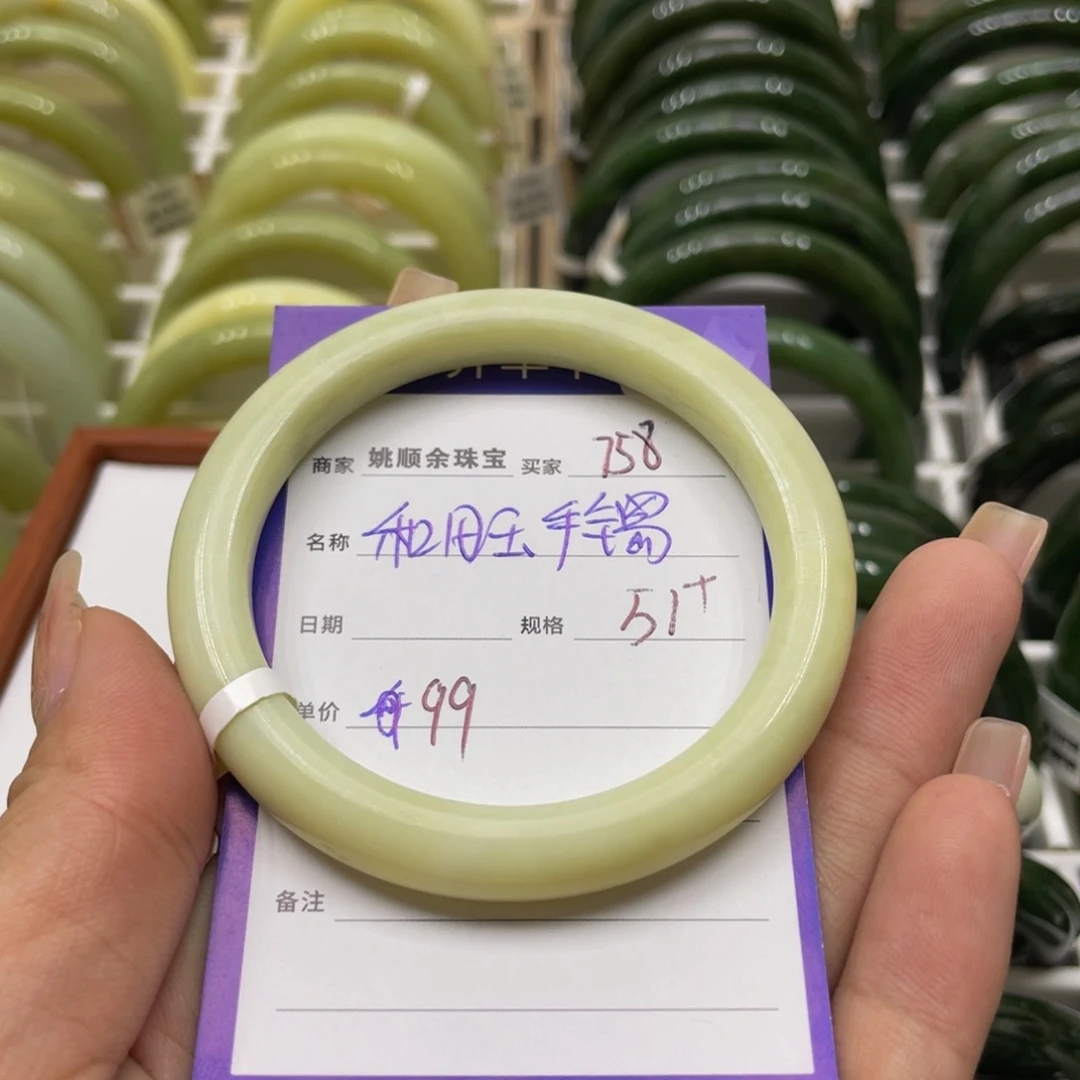 商家 姚顺余珠宝 买家 758
名称 和田玉手镯
日期 规格 51+
单价 99
备注